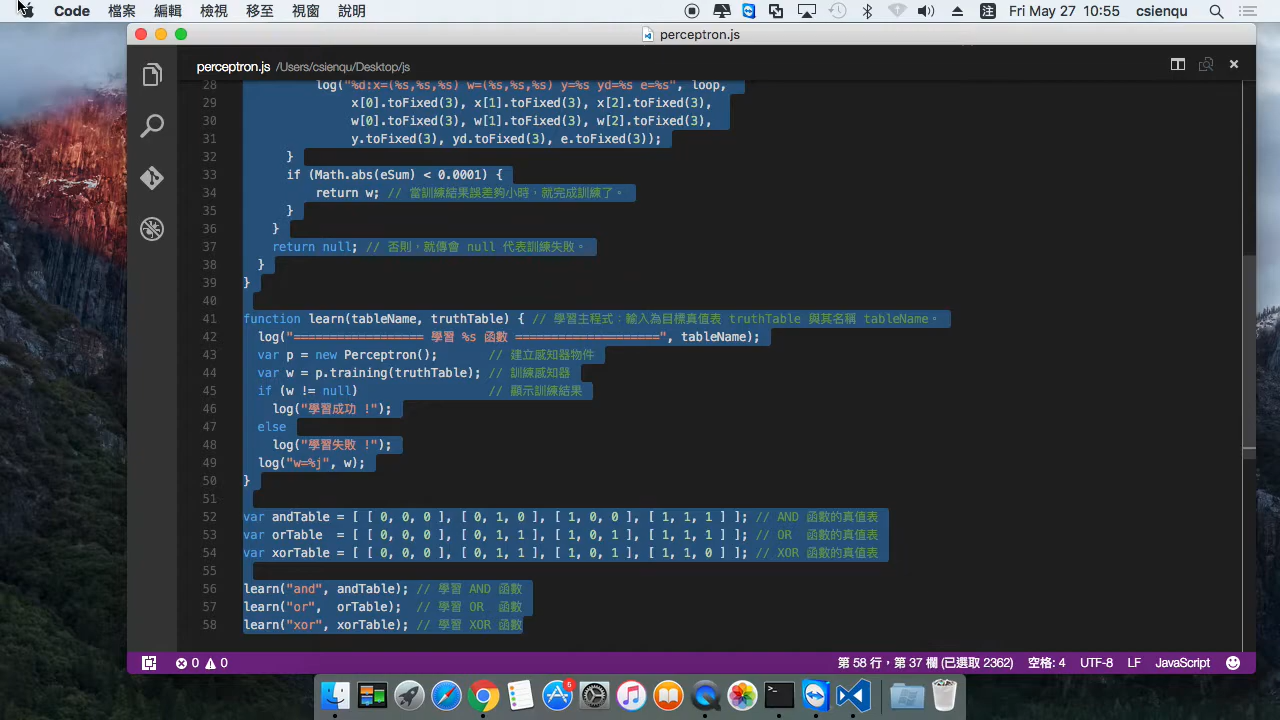 Code 檔案 編輯 檢視 移至 視窗 說明 注 Fri May 27 10:55 csienqu
perceptron.js
perceptron.js /Users/csienqu/Desktop/js
28 log("%d:x=(%s,%s,%s) w=(%s,%s,%s) y=%s yd=%s e=%s", loop,
29 x[0].toFixed(3), x[1].toFixed(3), x[2].toFixed(3),
30 w[0].toFixed(3), w[1].toFixed(3), w[2].toFixed(3),
31 y.toFixed(3), yd.toFixed(3), e.toFixed(3));
32 }
33 if (Math.abs(eSum) < 0.0001) {
34 return w; // 當訓練結果誤差夠小時，就完成訓練了。
35 }
36 }
37 return null; // 否則，就傳會 null 代表訓練失敗。
38 }
39 }
40
41 function learn(tableName, truthTable) { // 學習主程式：輸入為目標真值表 truthTable 與其名稱 tableName。
42 log("================== 學習 %s 函數 ====================", tableName);
43 var p = new Perceptron(); // 建立感知器物件
44 var w = p.training(truthTable); // 訓練感知器
45 if (w != null) // 顯示訓練結果
46 log("學習成功 !");
47 else
48 log("學習失敗 !");
49 log("w=%j", w);
50 }
51
52 var andTable = [ [ 0, 0, 0 ], [ 0, 1, 0 ], [ 1, 0, 0 ], [ 1, 1, 1 ] ]; // AND 函數的真值表
53 var orTable = [ [ 0, 0, 0 ], [ 0, 1, 1 ], [ 1, 0, 1 ], [ 1, 1, 1 ] ]; // OR 函數的真值表
54 var xorTable = [ [ 0, 0, 0 ], [ 0, 1, 1 ], [ 1, 0, 1 ], [ 1, 1, 0 ] ]; // XOR 函數的真值表
55
56 learn("and", andTable); // 學習 AND 函數
57 learn("or", orTable); // 學習 OR 函數
58 learn("xor", xorTable); // 學習 XOR 函數
0 0 第 58 行，第 37 欄 (已選取 2362) 空格: 4 UTF-8 LF JavaScript
6